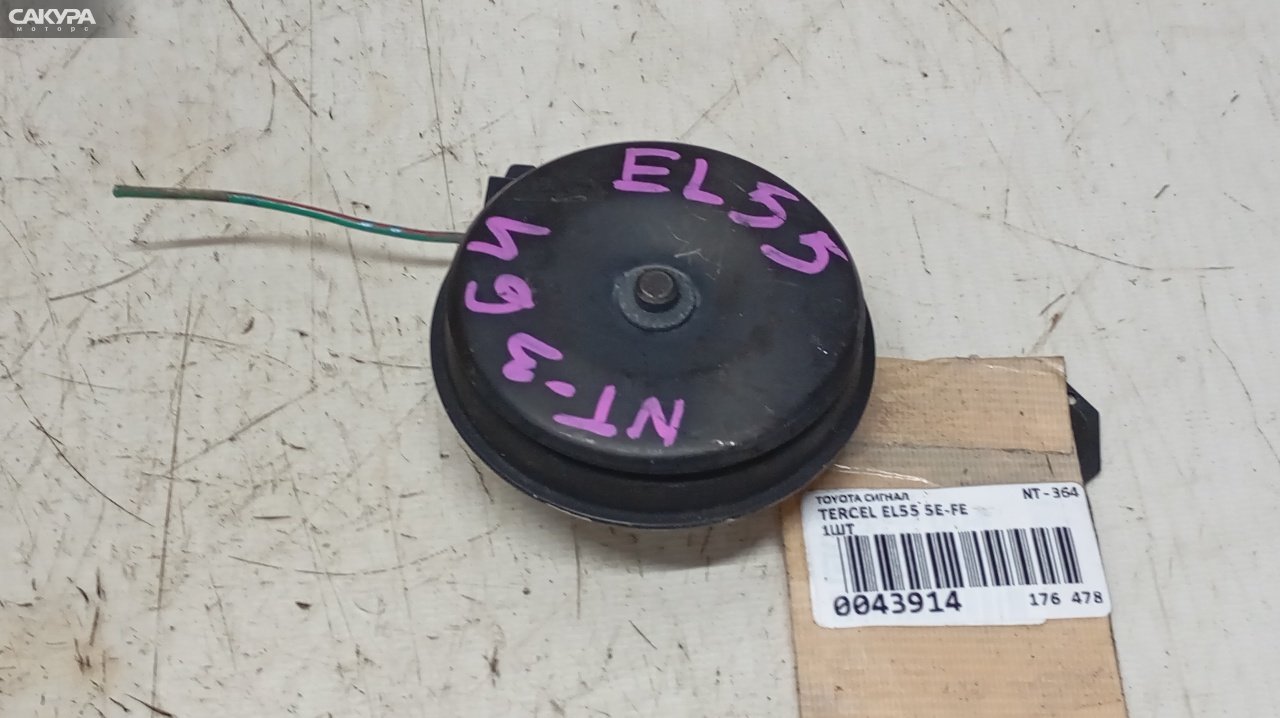 САКУРА
моторс
EL55
NT-364
TOYOTA СИГНАЛ NT - 364
TERCEL EL55 5E-FE
1ШТ
0043914 176 478